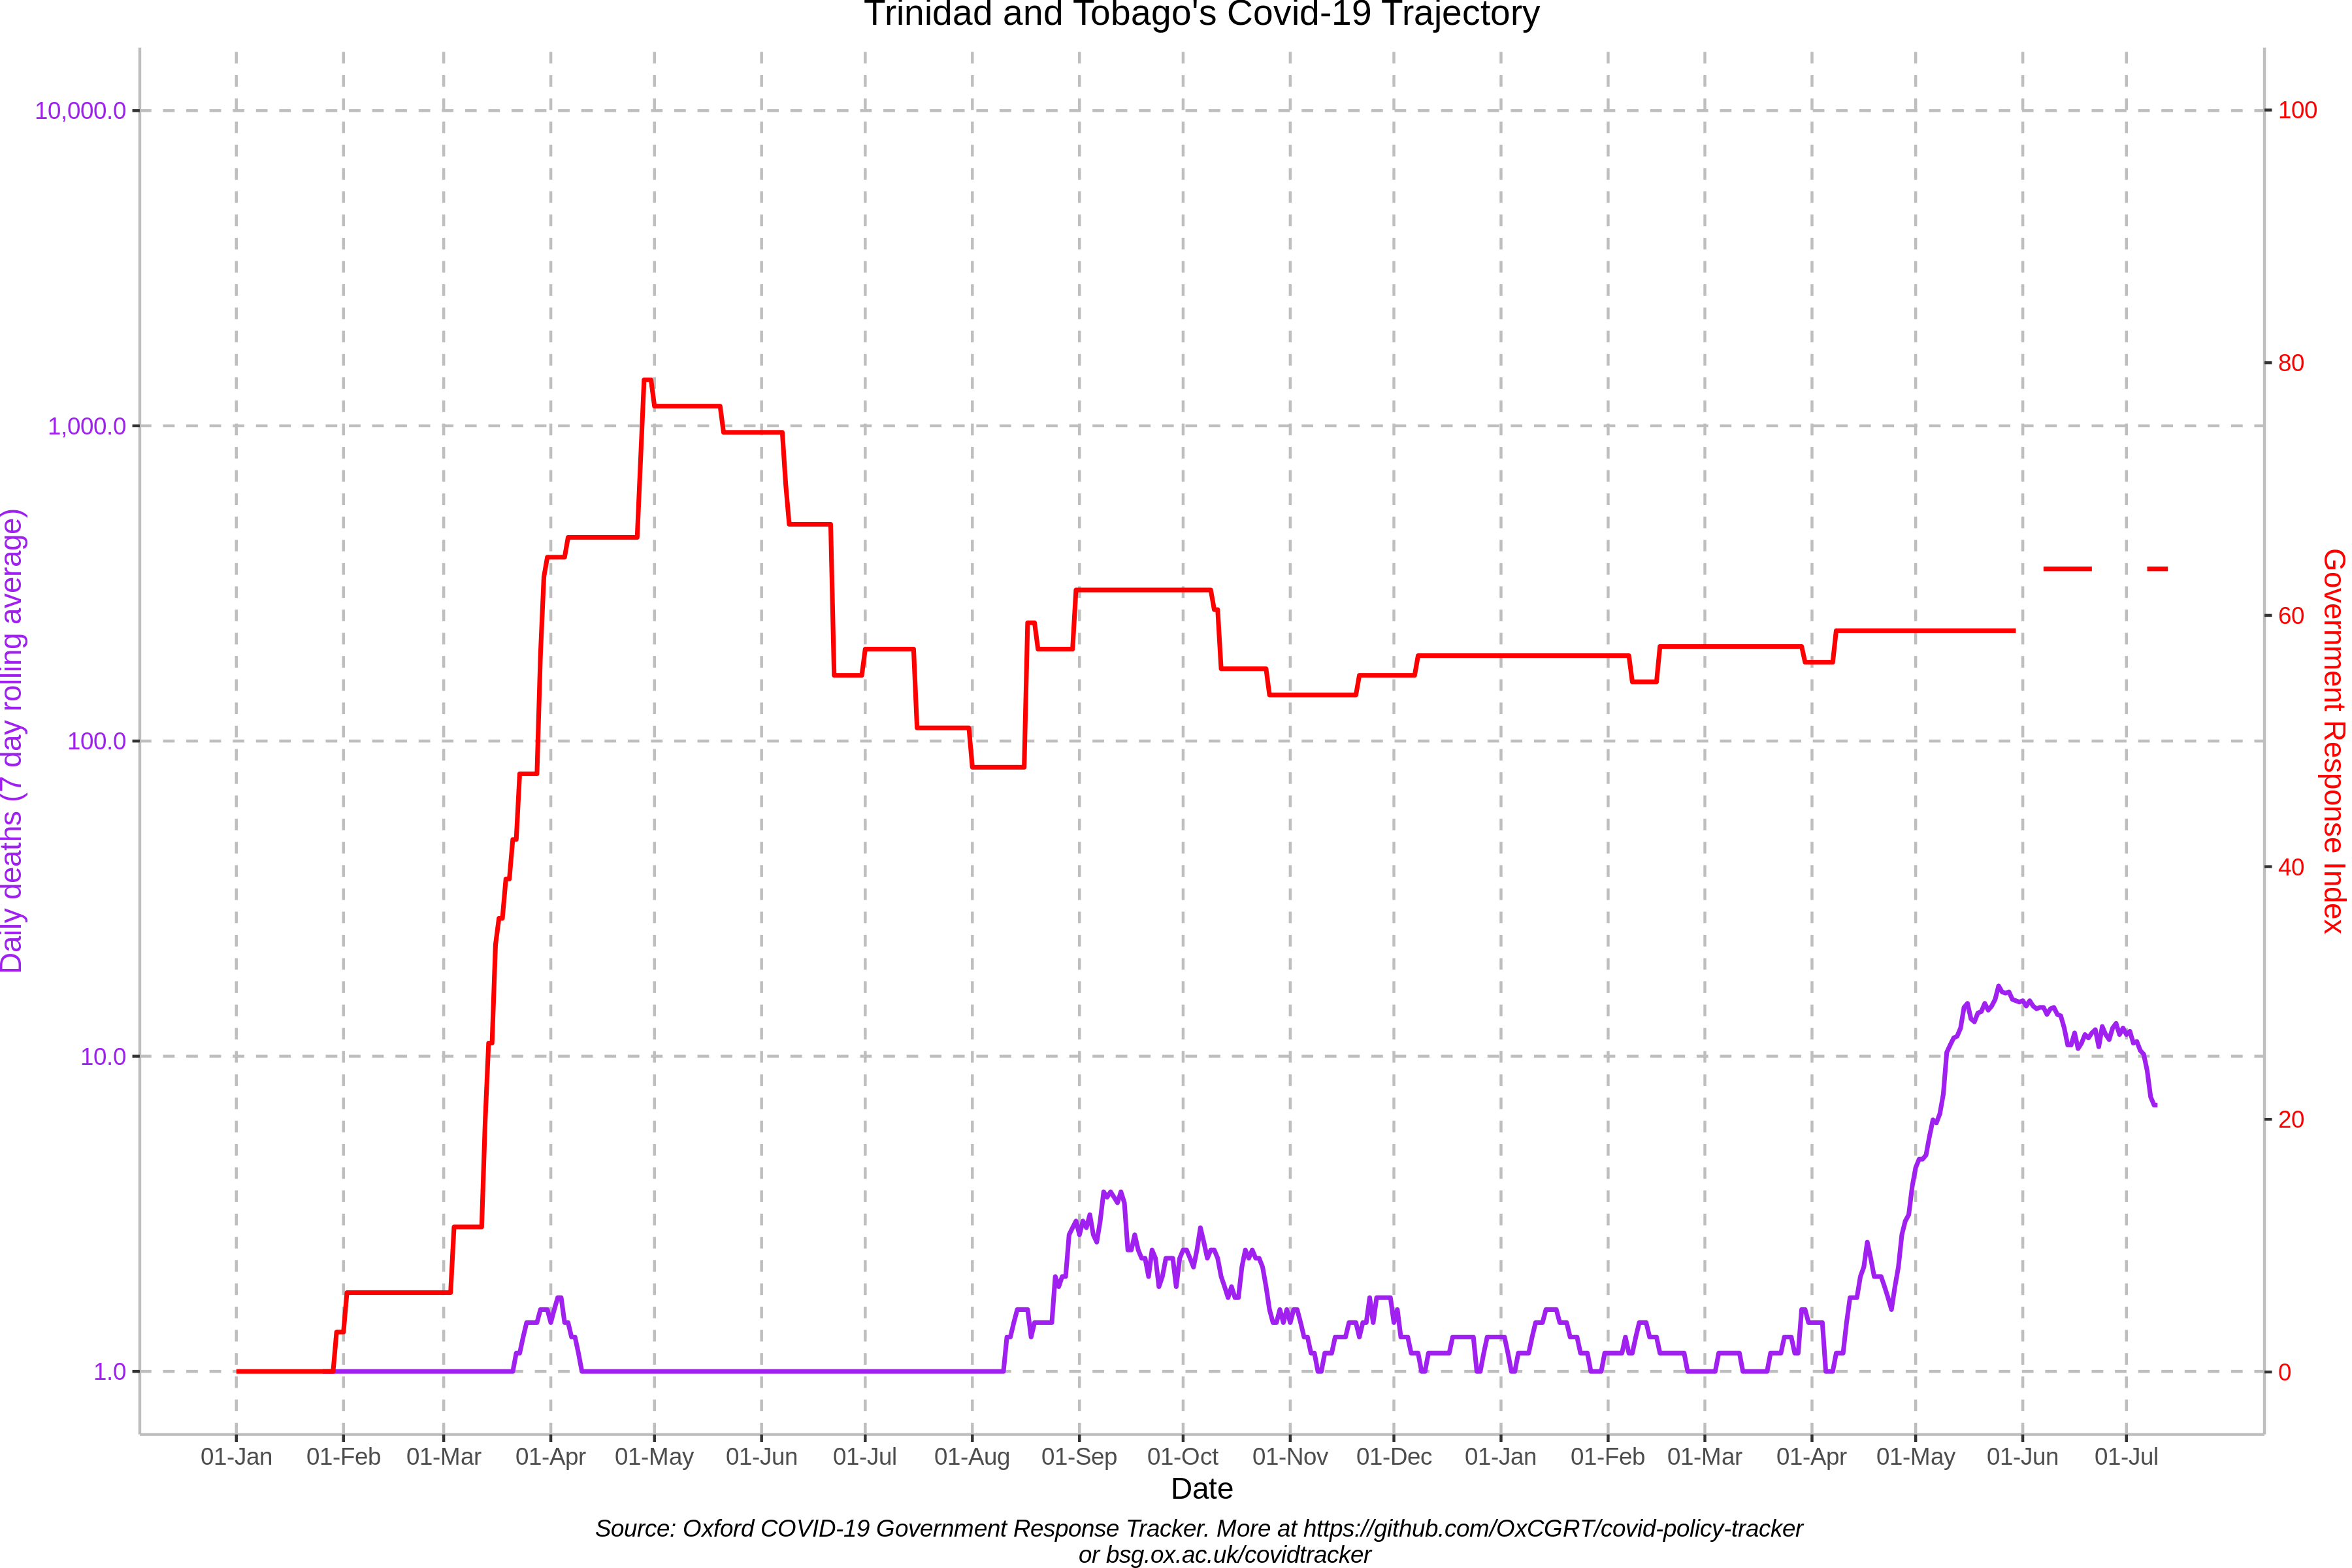 Trinidad and Tobago's Covid-19 Trajectory
Daily deaths (7 day rolling average)
10,000.0
1,000.0
100.0
10.0
1.0
100
80
60
40
20
0
Government Response Index
01-Jan 01-Feb 01-Mar 01-Apr 01-May 01-Jun 01-Jul 01-Aug 01-Sep 01-Oct 01-Nov 01-Dec 01-Jan 01-Feb 01-Mar 01-Apr 01-May 01-Jun 01-Jul
Date
Source: Oxford COVID-19 Government Response Tracker. More at https://github.com/OxCGRT/covid-policy-tracker
or bsg.ox.ac.uk/covidtracker